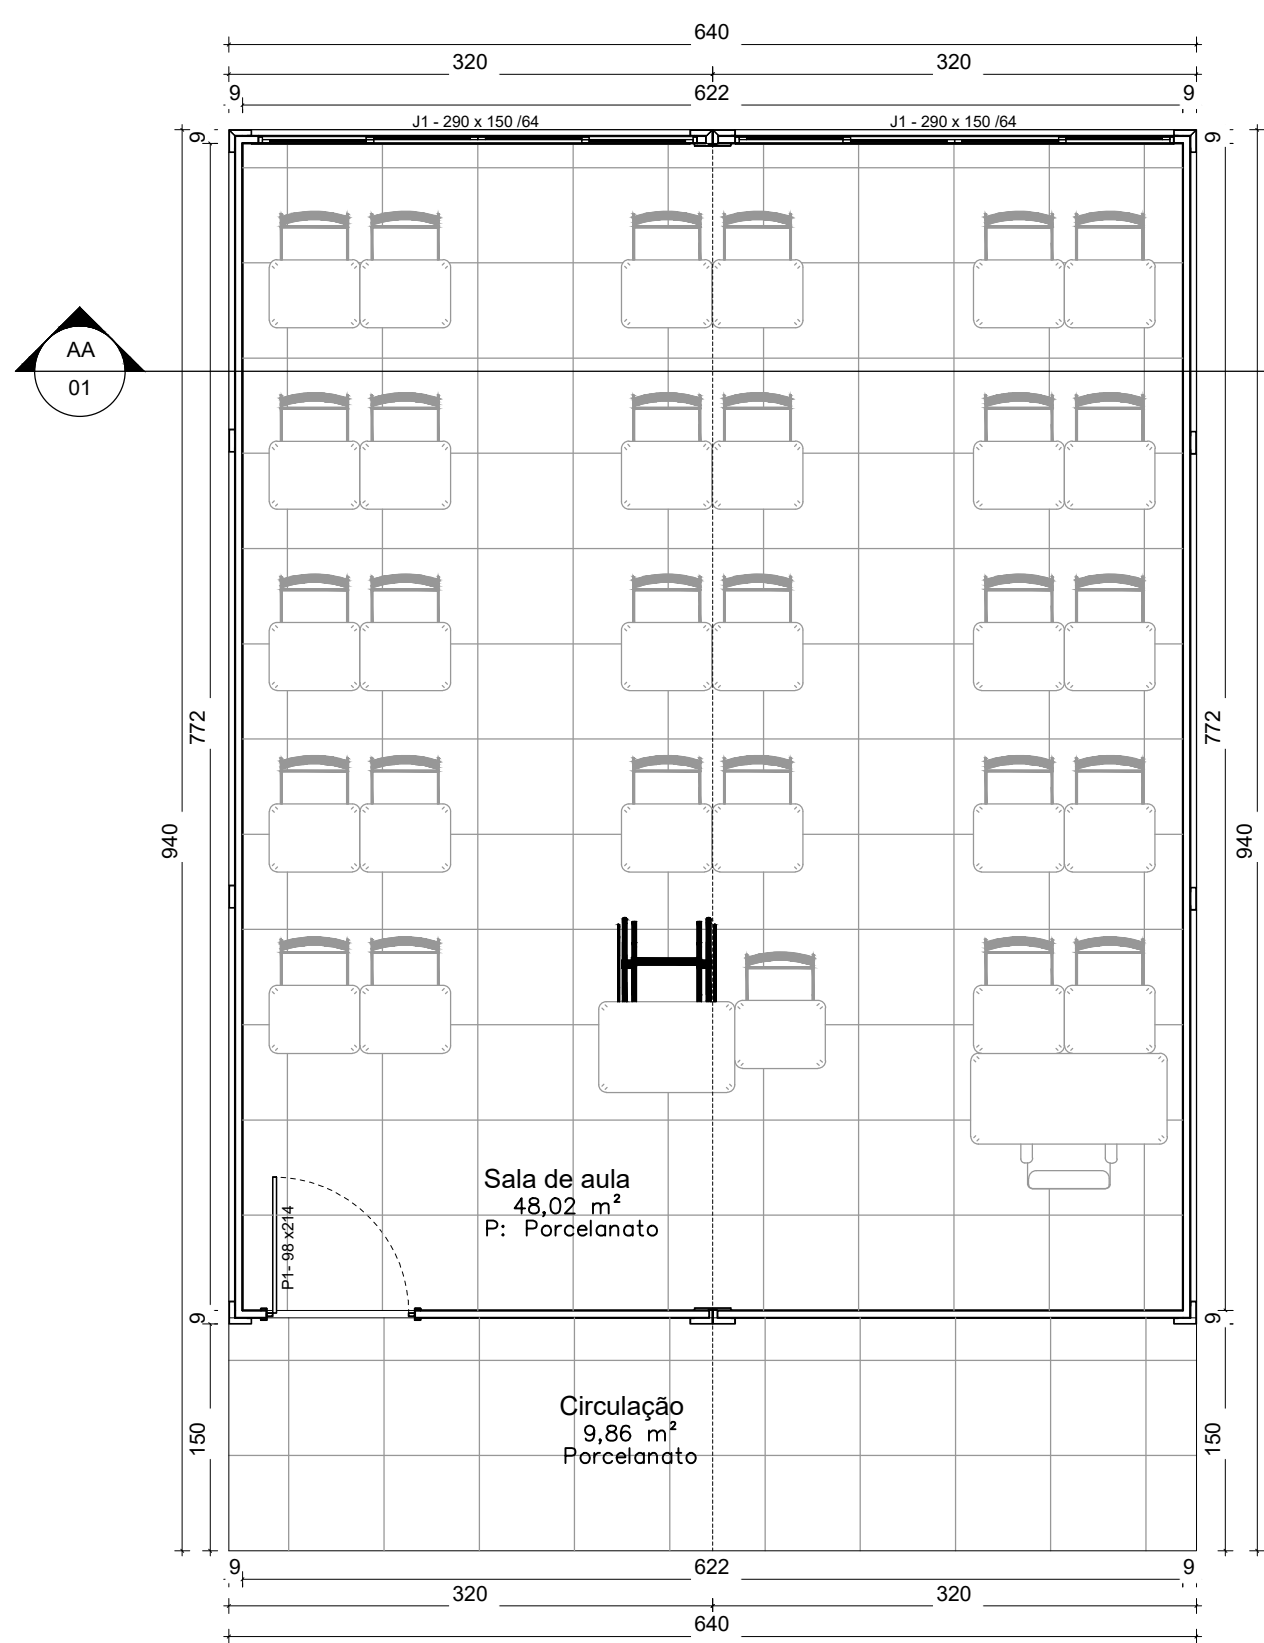 640
320
320
9
622
9
J1 - 290 x 150 /64
J1 - 290 x 150 /64
9
9
AA
01
772
772
940
940
Sala de aula
48,02 m²
P: Porcelanato
P1- 98 x214
9
9
Circulação
9,86 m²
Porcelanato
150
150
9
622
9
320
320
640